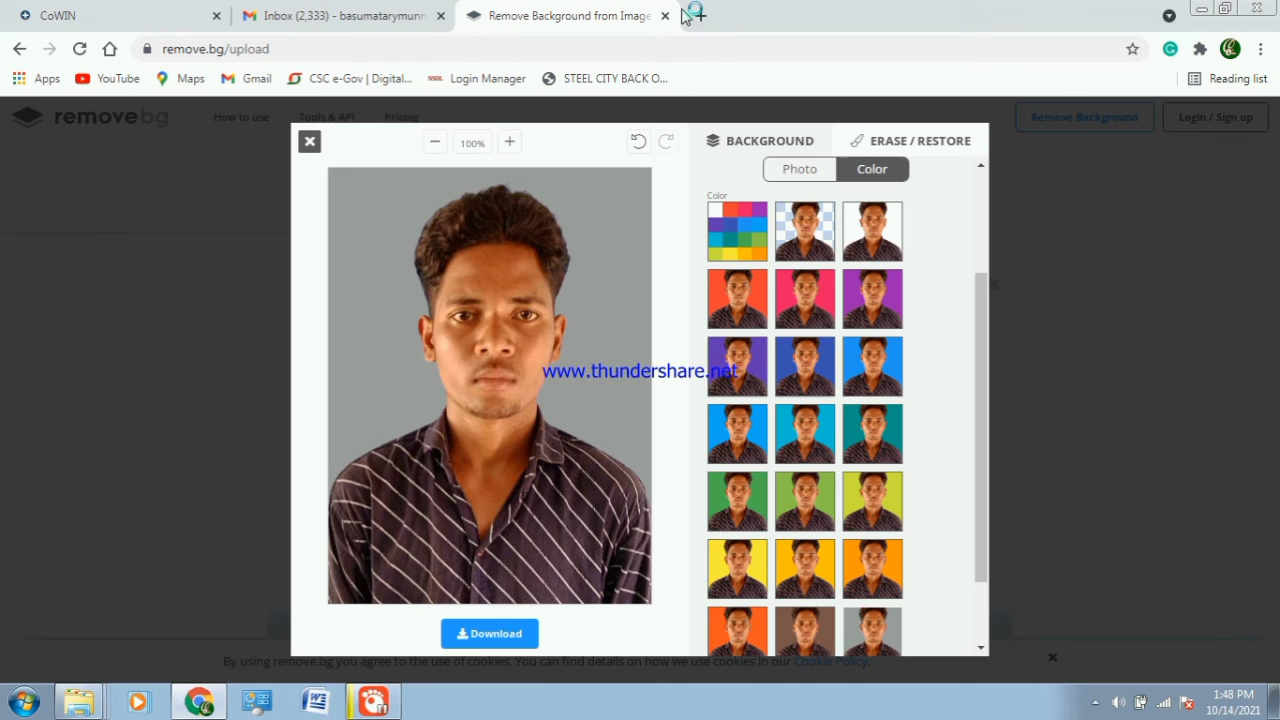 CoWIN
Inbox (2,333) - basumatarymunn
Remove Background from Image
remove.bg/upload
Apps
YouTube
Maps
Gmail
CSC e-Gov | Digital...
NSDL
Login Manager
STEEL CITY BACK O...
Reading list
removebg
How to use
Tools & API
Pricing
Remove Background
Login / Sign up
100%
BACKGROUND
ERASE / RESTORE
Photo
Color
Color
www.thundershare.net
Download
By using remove.bg you agree to the use of cookies. You can find details on how we use cookies in our Cookie Policy.
1:48 PM
10/14/2021